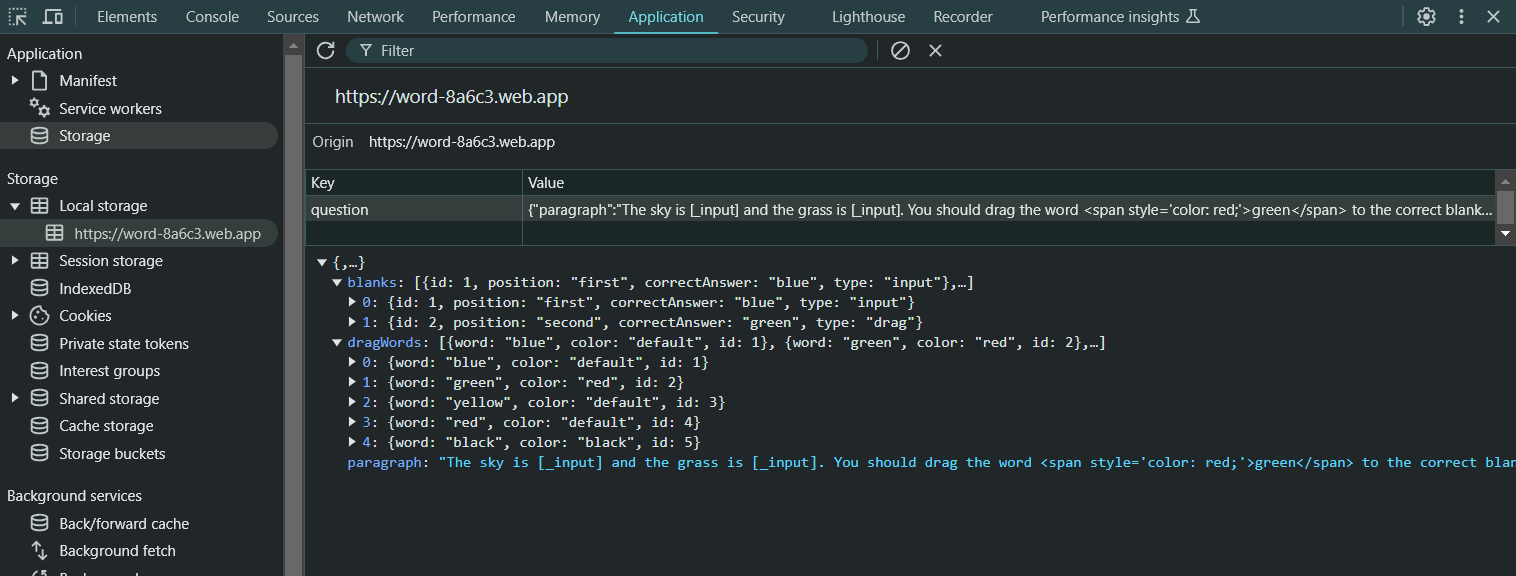 Elements Console Sources Network Performance Memory Application Security Lighthouse Recorder Performance insights
Application
Manifest
Service workers
Storage
Storage
Local storage
https://word-8a6c3.web.app
Session storage
IndexedDB
Cookies
Private state tokens
Interest groups
Shared storage
Cache storage
Storage buckets
Background services
Back/forward cache
Background fetch
Filter
https://word-8a6c3.web.app
Origin https://word-8a6c3.web.app
Key Value
question {"paragraph":"The sky is [_input] and the grass is [_input]. You should drag the word <span style='color: red;'>green</span> to the correct blank...
{,…}
blanks: [{id: 1, position: "first", correctAnswer: "blue", type: "input"},…]
0: {id: 1, position: "first", correctAnswer: "blue", type: "input"}
1: {id: 2, position: "second", correctAnswer: "green", type: "drag"}
dragWords: [{word: "blue", color: "default", id: 1}, {word: "green", color: "red", id: 2},…]
0: {word: "blue", color: "default", id: 1}
1: {word: "green", color: "red", id: 2}
2: {word: "yellow", color: "default", id: 3}
3: {word: "red", color: "default", id: 4}
4: {word: "black", color: "black", id: 5}
paragraph: "The sky is [_input] and the grass is [_input]. You should drag the word <span style='color: red;'>green</span> to the correct blan